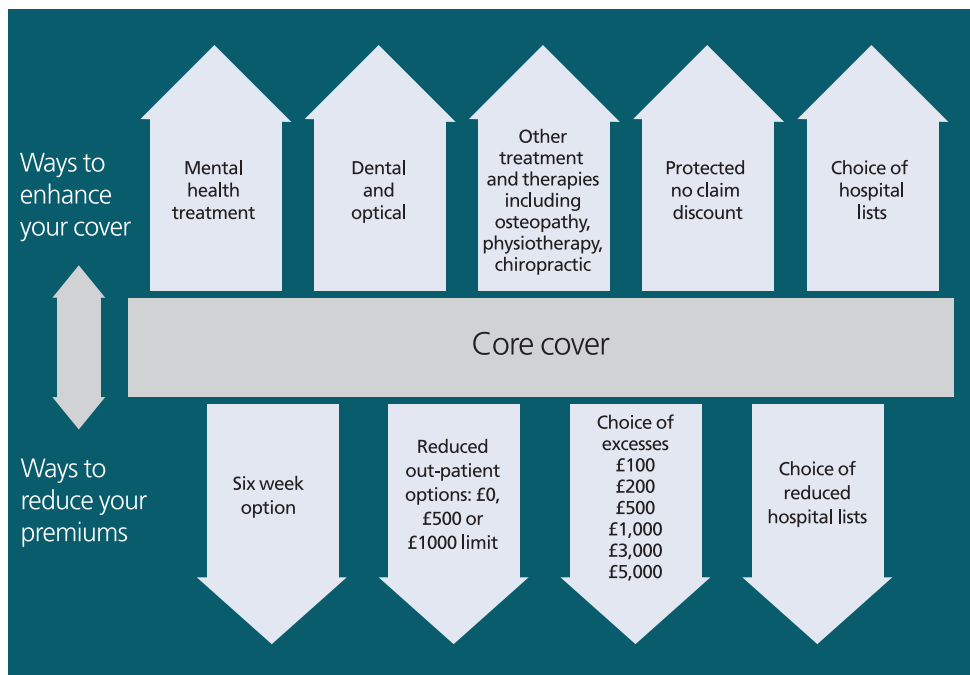 Ways to
enhance
your cover
Mental
health
treatment
Dental
and
optical
Other
treatment
and therapies
including
osteopathy,
physiotherapy,
chiropractic
Protected
no claim
discount
Choice of
hospital
lists
Core cover
Ways to
reduce your
premiums
Six week
option
Reduced
out-patient
options: £0,
£500 or
£1000 limit
Choice of
excesses
£100
£200
£500
£1,000
£3,000
£5,000
Choice of
reduced
hospital lists